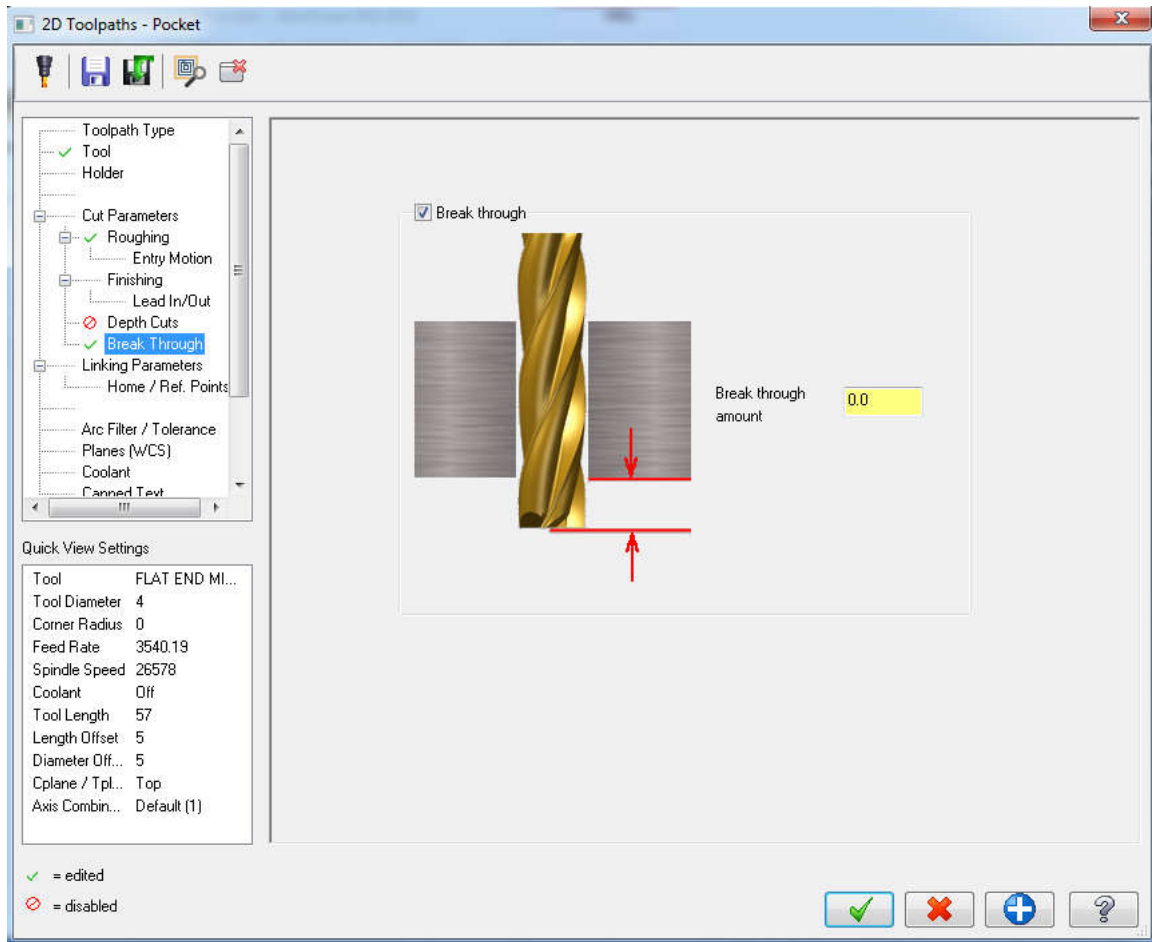 2D Toolpaths - Pocket
Toolpath Type
Tool
Holder
Cut Parameters
Roughing
Entry Motion
Finishing
Lead In/Out
Depth Cuts
Break Through
Linking Parameters
Home / Ref. Points
Arc Filter / Tolerance
Planes (WCS)
Coolant
Canned Text
Break through
Break through
amount
0.0
Quick View Settings
Tool FLAT END MI...
Tool Diameter 4
Corner Radius 0
Feed Rate 3540.19
Spindle Speed 26578
Coolant Off
Tool Length 57
Length Offset 5
Diameter Off... 5
Cplane / Tpl... Top
Axis Combin... Default (1)
= edited
= disabled